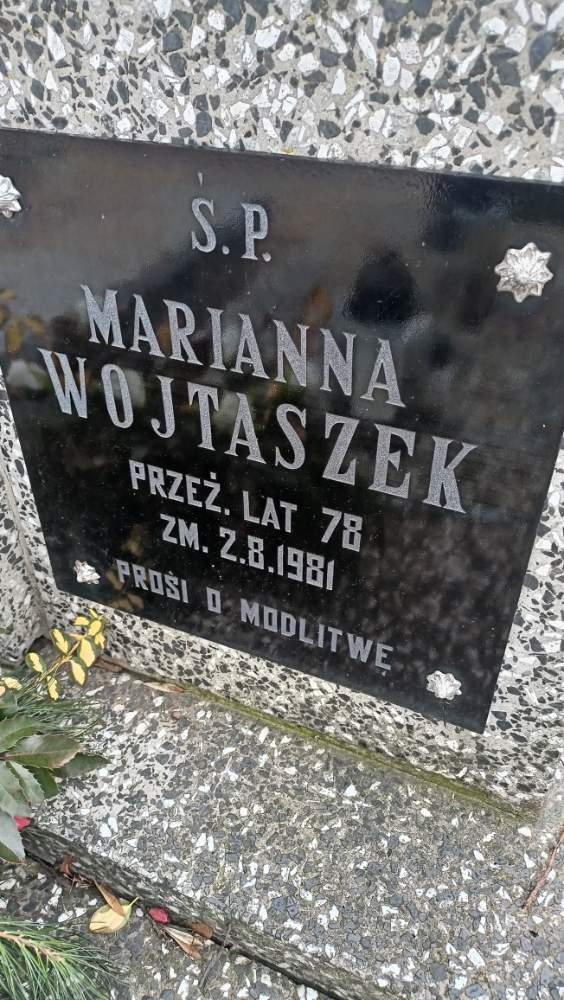 Ś.P.
MARIANNA
WOJTASZEK
PRZEŻ. LAT 78
ZM. 2.8.1981
PROSI O MODLITWĘ